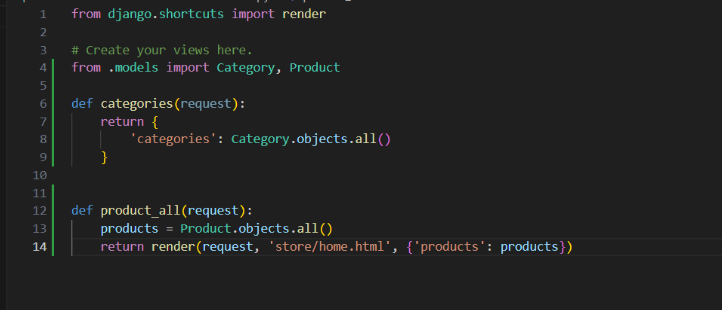 1 from django.shortcuts import render
2
3 # Create your views here.
4 from .models import Category, Product
5
6 def categories(request):
7     return {
8         'categories': Category.objects.all()
9     }
10
11
12 def product_all(request):
13     products = Product.objects.all()
14     return render(request, 'store/home.html', {'products': products})